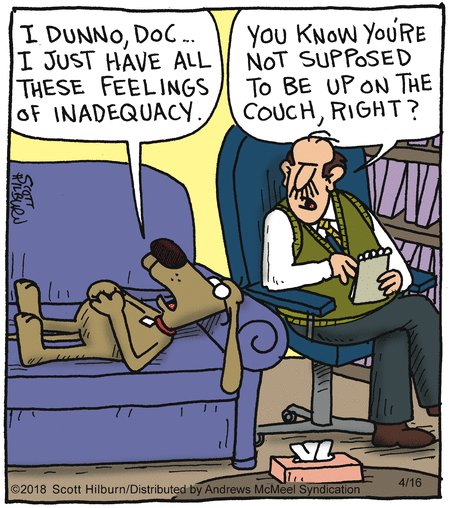 I DUNNO, DOC...
I JUST HAVE ALL
THESE FEELINGS
OF INADEQUACY.
YOU KNOW YOU'RE
NOT SUPPOSED
TO BE UP ON THE
COUCH, RIGHT?
SCOTT
HILBURN
©2018 Scott Hilburn/Distributed by Andrews McMeel Syndication
4/16